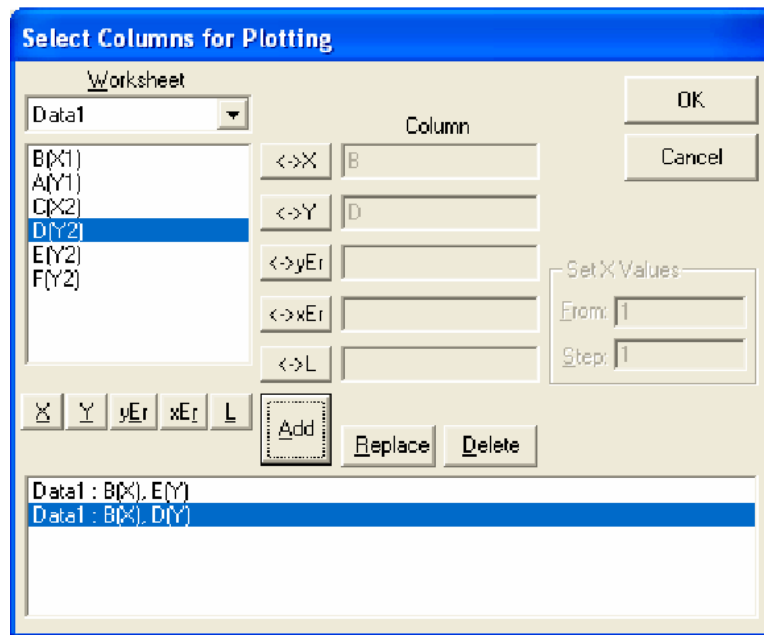 Select Columns for Plotting
Worksheet
Data1
OK
Column
Cancel
B(X1)
A(Y1)
C(X2)
D(Y2)
E(Y2)
F(Y2)
<->X
B
<->Y
D
<->yEr
<->xEr
<->L
Set X Values
From: 1
Step: 1
X Y yEr xEr L
Add
Replace Delete
Data1 : B(X), E(Y)
Data1 : B(X), D(Y)